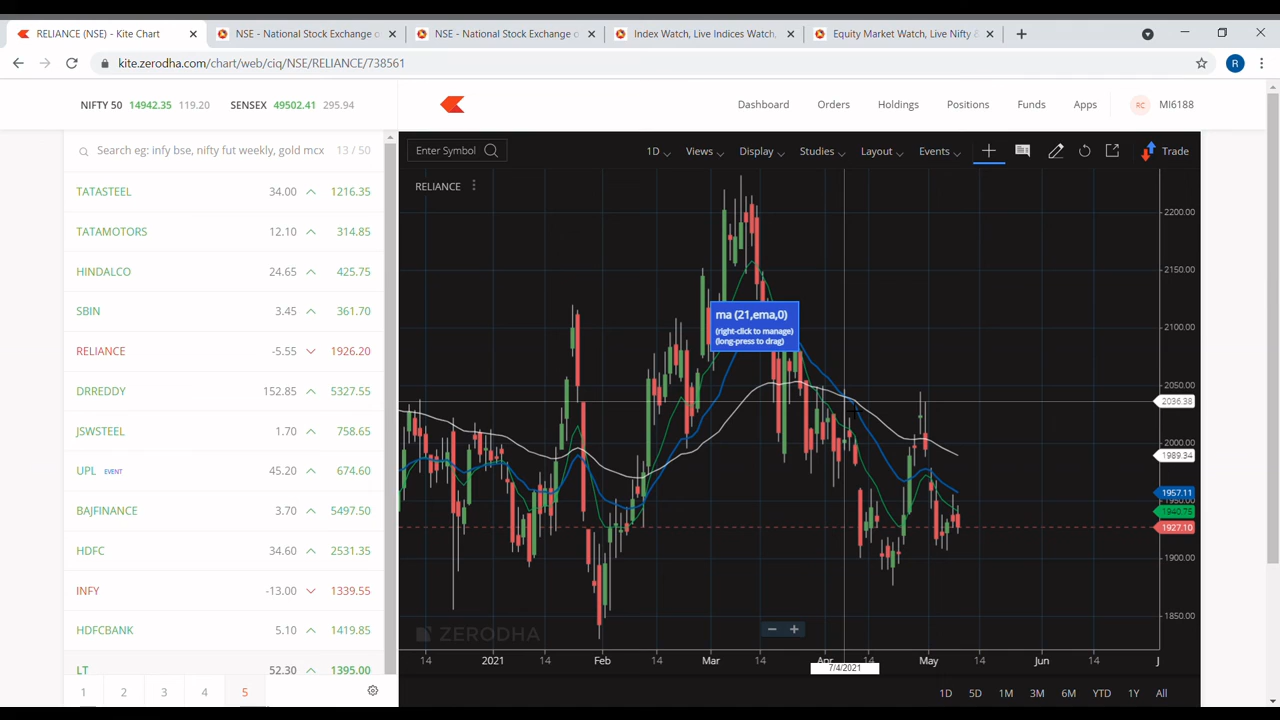 RELIANCE (NSE) - Kite Chart
NSE - National Stock Exchange o
NSE - National Stock Exchange o
Index Watch, Live Indices Watch,
Equity Market Watch, Live Nifty &
kite.zerodha.com/chart/web/ciq/NSE/RELIANCE/738561
R
NIFTY 50 14942.35 119.20 SENSEX 49502.41 295.94
Dashboard Orders Holdings Positions Funds Apps RC MI6188
Search eg: infy bse, nifty fut weekly, gold mcx 13 / 50
TATASTEEL 34.00 1216.35
TATAMOTORS 12.10 314.85
HINDALCO 24.65 425.75
SBIN 3.45 361.70
RELIANCE -5.55 1926.20
DRREDDY 152.85 5327.55
JSWSTEEL 1.70 758.65
UPL EVENT 45.20 674.60
BAJFINANCE 3.70 5497.50
HDFC 34.60 2531.35
INFY -13.00 1339.55
HDFCBANK 5.10 1419.85
LT 52.30 1395.00
1 2 3 4 5
Enter Symbol 1D Views Display Studies Layout Events Trade
RELIANCE
ma (21,ema,0)
(right-click to manage)
(long-press to drag)
2200.00
2150.00
2100.00
2050.00
2036.38
2000.00
1989.34
1957.11
1950.00
1940.75
1927.10
1900.00
1850.00
ZERODHA
14 2021 14 Feb 14 Mar 14 Apr 14 May 14 Jun 14 J
7/4/2021
1D 5D 1M 3M 6M YTD 1Y All